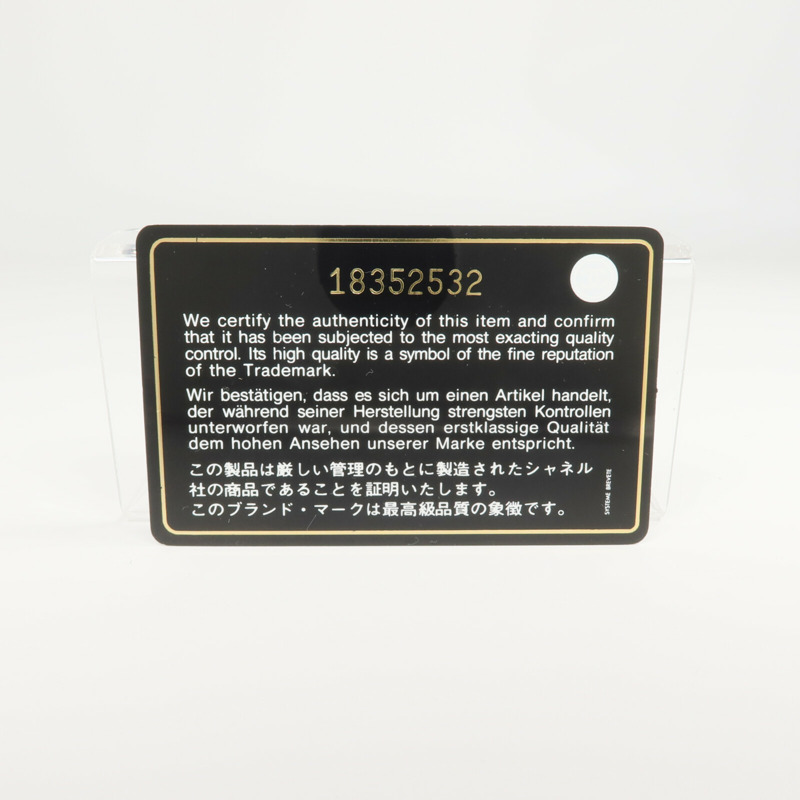 18352532
We certify the authenticity of this item and confirm
that it has been subjected to the most exacting quality
control. Its high quality is a symbol of the fine reputation
of the Trademark.
Wir bestätigen, dass es sich um einen Artikel handelt,
der während seiner Herstellung strengsten Kontrollen
unterworfen war, und dessen erstklassige Qualität
dem hohen Ansehen unserer Marke entspricht.
この製品は厳しい管理のもとに製造されたシャネル
社の商品であることを証明いたします。
このブランド・マークは最高級品質の象徴です。
SYSTEME BREVETE